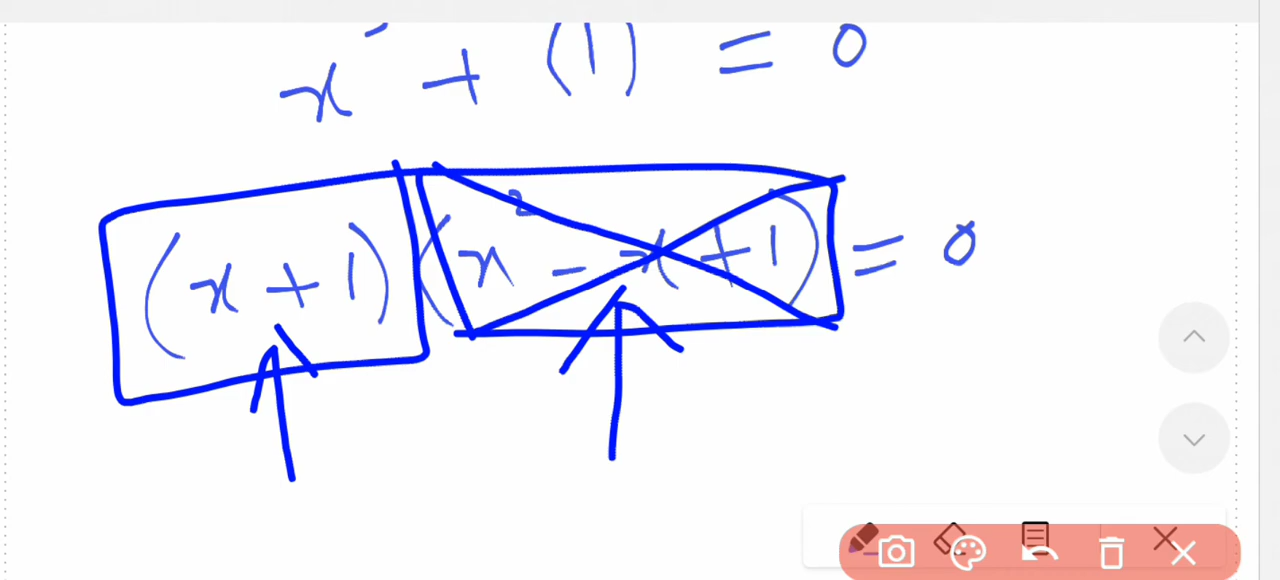 x + (1) = 0
(x + 1)(x² - x + 1) = 0